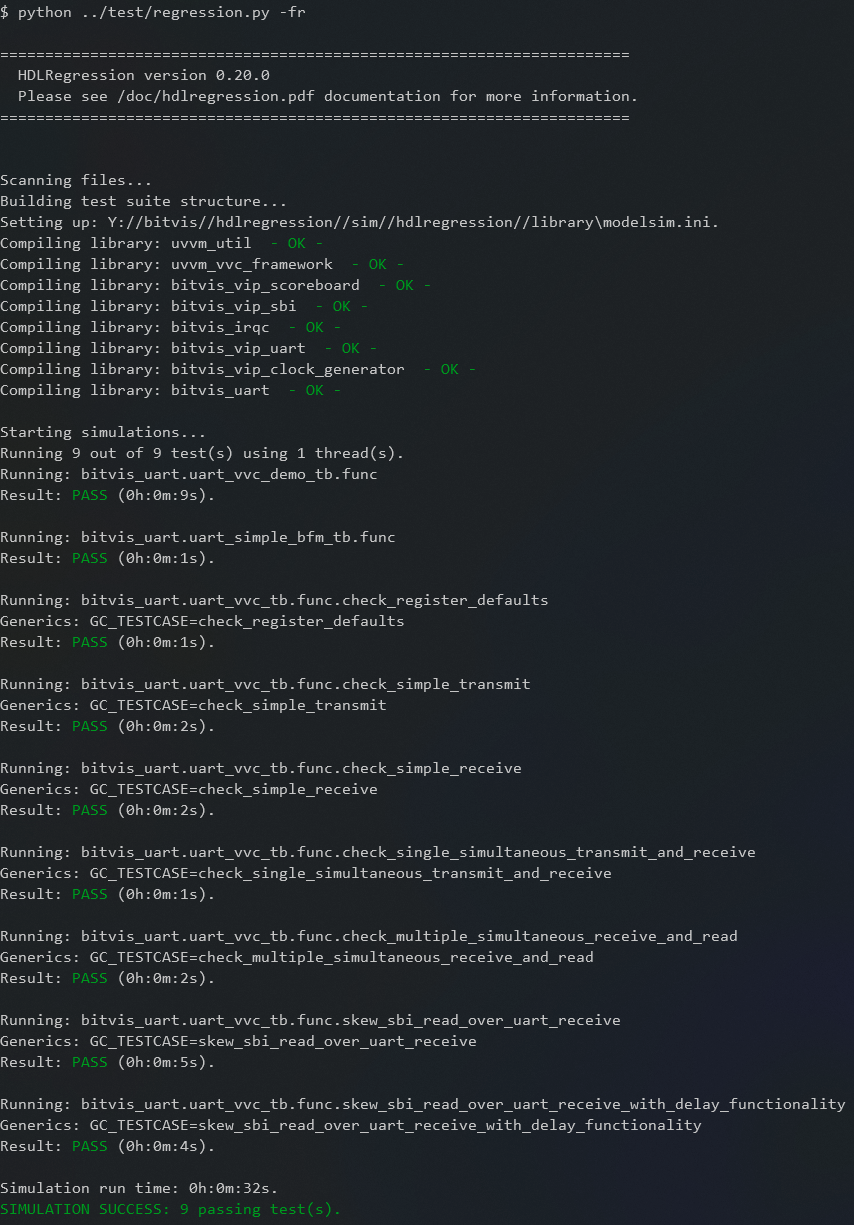 $ python ../test/regression.py -fr
======================================================================
  HDLRegression version 0.20.0
  Please see /doc/hdlregression.pdf documentation for more information.
======================================================================
Scanning files...
Building test suite structure...
Setting up: Y://bitvis//hdlregression//sim//hdlregression//library\modelsim.ini.
Compiling library: uvvm_util  - OK -
Compiling library: uvvm_vvc_framework  - OK -
Compiling library: bitvis_vip_scoreboard  - OK -
Compiling library: bitvis_vip_sbi  - OK -
Compiling library: bitvis_irqc  - OK -
Compiling library: bitvis_vip_uart  - OK -
Compiling library: bitvis_vip_clock_generator  - OK -
Compiling library: bitvis_uart  - OK -
Starting simulations...
Running 9 out of 9 test(s) using 1 thread(s).
Running: bitvis_uart.uart_vvc_demo_tb.func
Result: PASS (0h:0m:9s).
Running: bitvis_uart.uart_simple_bfm_tb.func
Result: PASS (0h:0m:1s).
Running: bitvis_uart.uart_vvc_tb.func.check_register_defaults
Generics: GC_TESTCASE=check_register_defaults
Result: PASS (0h:0m:1s).
Running: bitvis_uart.uart_vvc_tb.func.check_simple_transmit
Generics: GC_TESTCASE=check_simple_transmit
Result: PASS (0h:0m:2s).
Running: bitvis_uart.uart_vvc_tb.func.check_simple_receive
Generics: GC_TESTCASE=check_simple_receive
Result: PASS (0h:0m:2s).
Running: bitvis_uart.uart_vvc_tb.func.check_single_simultaneous_transmit_and_receive
Generics: GC_TESTCASE=check_single_simultaneous_transmit_and_receive
Result: PASS (0h:0m:1s).
Running: bitvis_uart.uart_vvc_tb.func.check_multiple_simultaneous_receive_and_read
Generics: GC_TESTCASE=check_multiple_simultaneous_receive_and_read
Result: PASS (0h:0m:2s).
Running: bitvis_uart.uart_vvc_tb.func.skew_sbi_read_over_uart_receive
Generics: GC_TESTCASE=skew_sbi_read_over_uart_receive
Result: PASS (0h:0m:5s).
Running: bitvis_uart.uart_vvc_tb.func.skew_sbi_read_over_uart_receive_with_delay_functionality
Generics: GC_TESTCASE=skew_sbi_read_over_uart_receive_with_delay_functionality
Result: PASS (0h:0m:4s).
Simulation run time: 0h:0m:32s.
SIMULATION SUCCESS: 9 passing test(s).